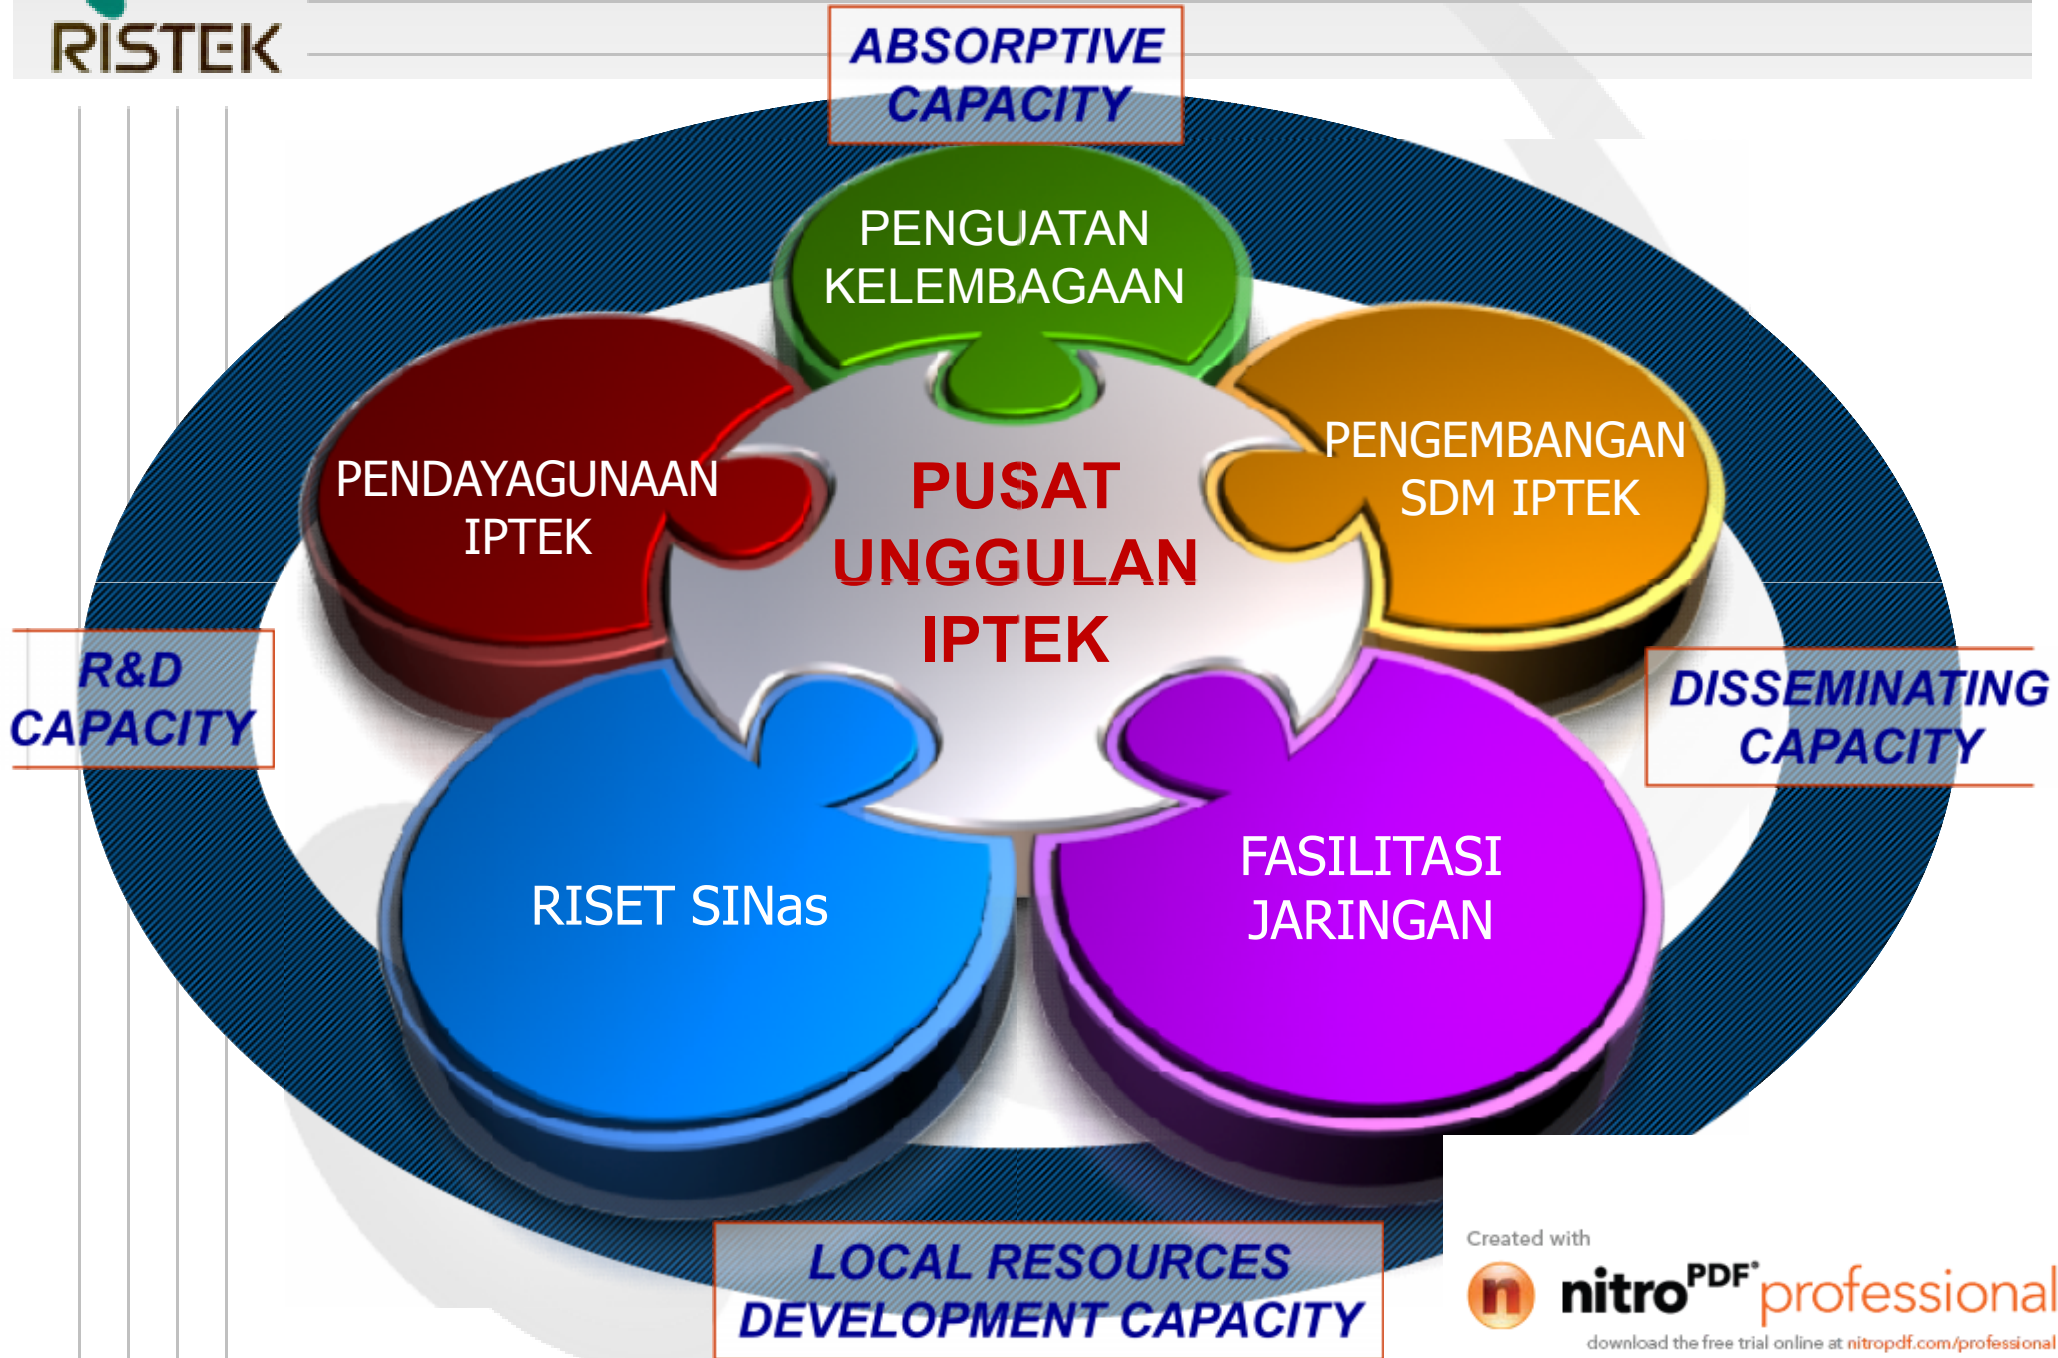 RISTEK
ABSORPTIVE
CAPACITY
PENGUATAN
KELEMBAGAAN
PENDAYAGUNAAN
IPTEK
PENGEMBANGAN
SDM IPTEK
PUSAT
UNGGULAN
IPTEK
R&D
CAPACITY
DISSEMINATING
CAPACITY
RISET SINas
FASILITASI
JARINGAN
LOCAL RESOURCES
DEVELOPMENT CAPACITY
Created with
n nitroPDF® professional
download the free trial online at nitropdf.com/professional